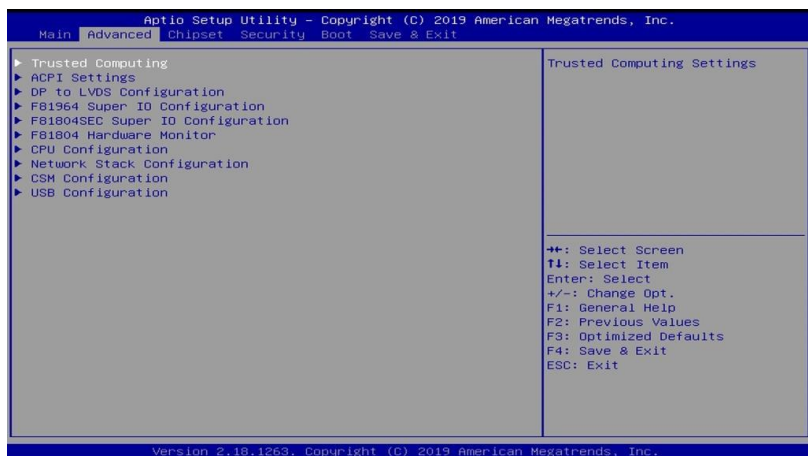 Aptio Setup Utility – Copyright (C) 2019 American Megatrends, Inc.
Main Advanced Chipset Security Boot Save & Exit
▶ Trusted Computing
▶ ACPI Settings
▶ DP to LVDS Configuration
▶ F81964 Super IO Configuration
▶ F81804SEC Super IO Configuration
▶ F81804 Hardware Monitor
▶ CPU Configuration
▶ Network Stack Configuration
▶ CSM Configuration
▶ USB Configuration
Trusted Computing Settings
→←: Select Screen
↑↓: Select Item
Enter: Select
+/-: Change Opt.
F1: General Help
F2: Previous Values
F3: Optimized Defaults
F4: Save & Exit
ESC: Exit
Version 2.18.1263. Copyright (C) 2019 American Megatrends, Inc.